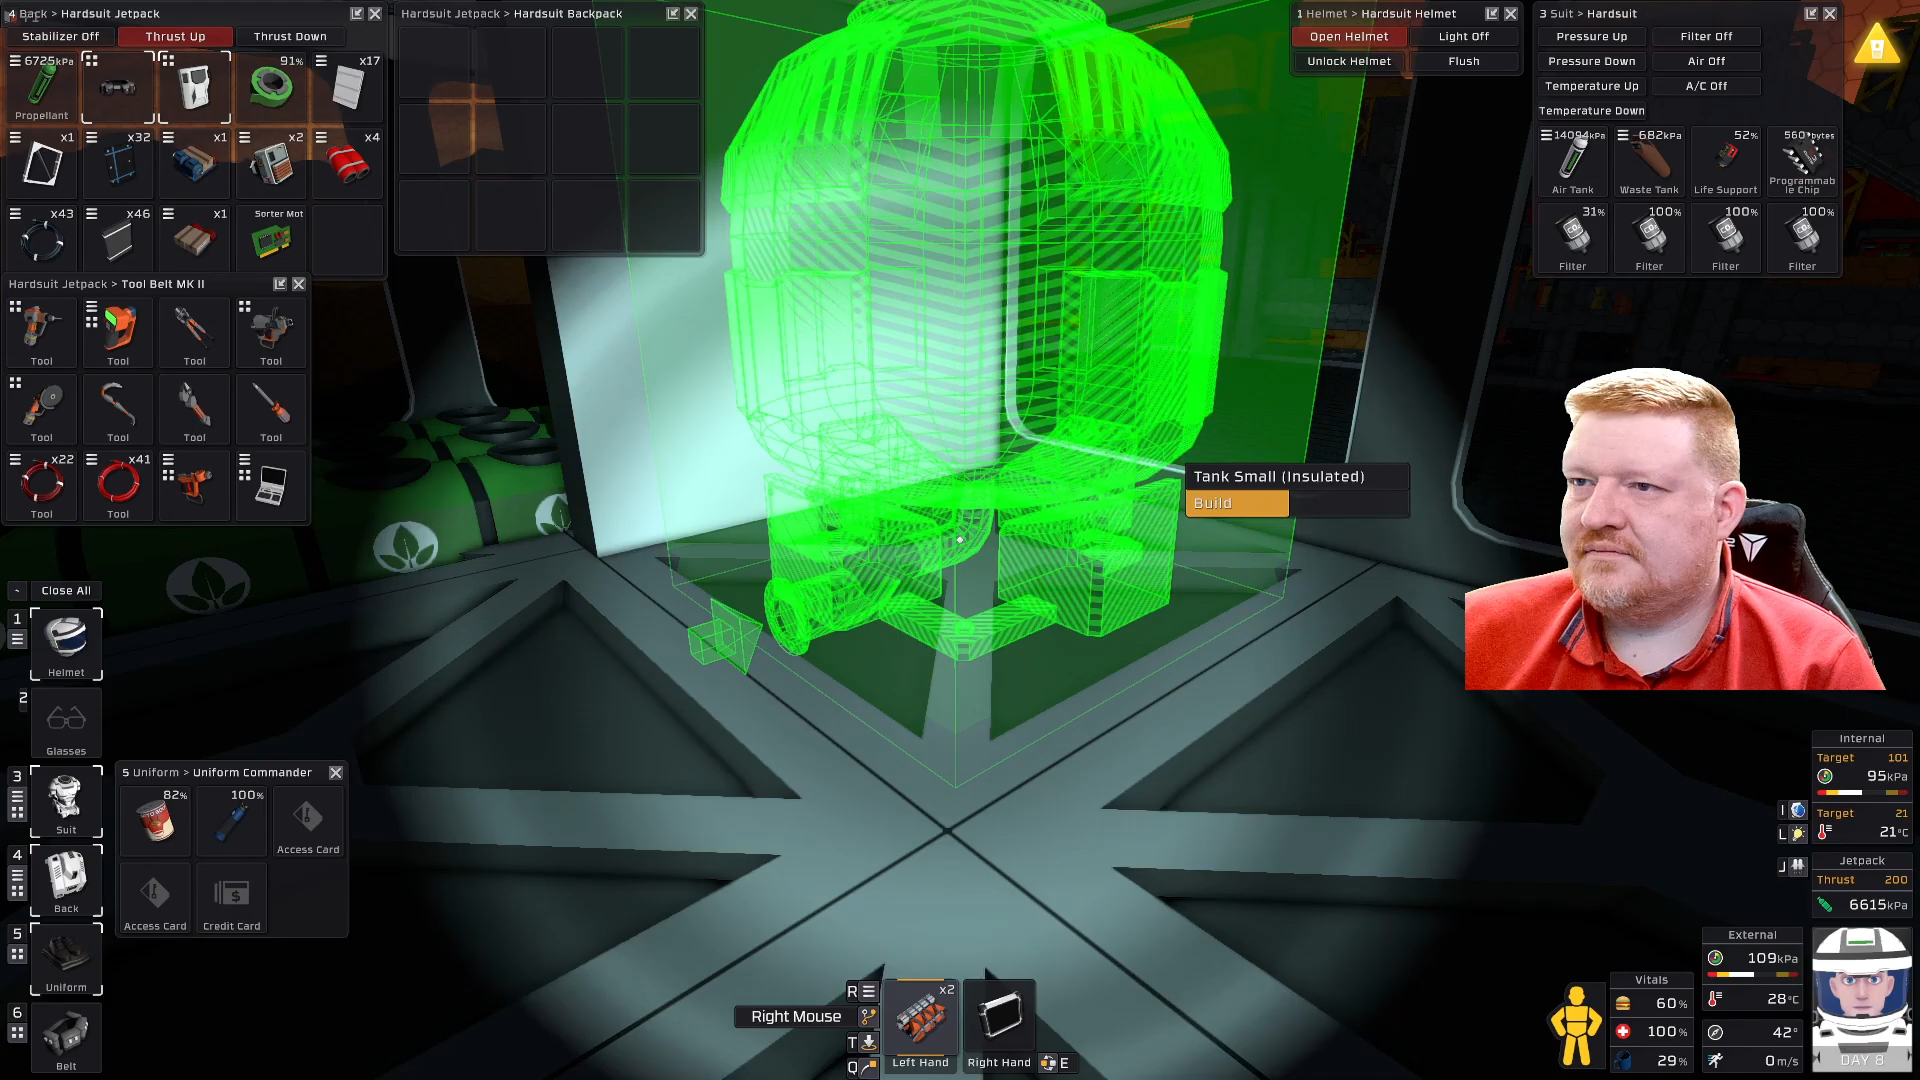 4 Back > Hardsuit Jetpack
Stabilizer Off
Thrust Up
Thrust Down
6725kPa
Propellant
91%
x17
x1
x32
x1
x2
x4
x43
x46
x1
Sorter Mot
Hardsuit Jetpack > Hardsuit Backpack
Hardsuit Jetpack > Tool Belt MK II
Tool
Tool
Tool
Tool
Tool
Tool
Tool
Tool
x22
Tool
x41
Tool
1 Helmet > Hardsuit Helmet
Open Helmet
Light Off
Unlock Helmet
Flush
3 Suit > Hardsuit
Pressure Up
Filter Off
Pressure Down
Air Off
Temperature Up
A/C Off
Temperature Down
14094kPa
Air Tank
682kPa
Waste Tank
52%
Life Support
560 bytes
Programmab
le Chip
31%
Filter
100%
Filter
100%
Filter
100%
Filter
Tank Small (Insulated)
Build
~
Close All
1
Helmet
2
Glasses
3
Suit
4
Back
5
Uniform
6
Belt
5 Uniform > Uniform Commander
82%
100%
Access Card
Access Card
Credit Card
R
Right Mouse
T
Q
x2
Left Hand
Right Hand
E
Internal
Target 101
95kPa
Target 21
21°C
I
L
J
Jetpack
Thrust 200
6615kPa
External
109kPa
28°C
42°
0m/s
Vitals
60%
100%
29%
DAY 8